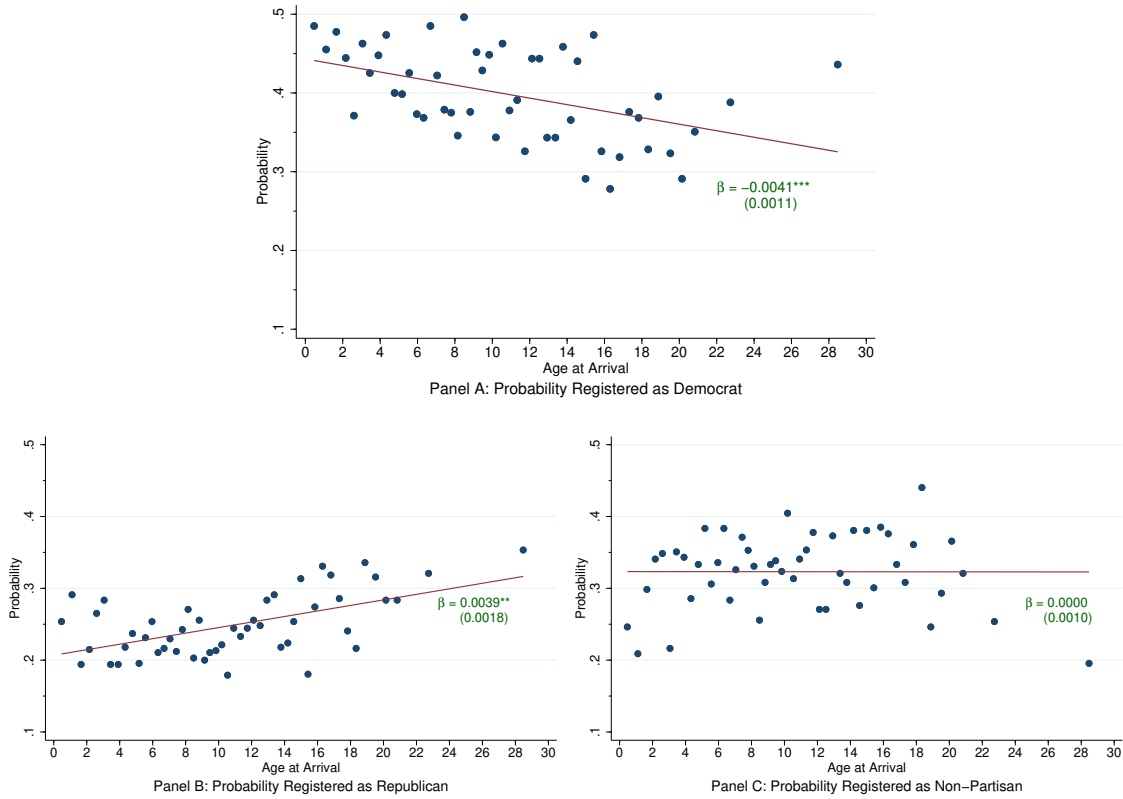 .5
.4
.3
.2
.1
Probability
β = −0.0041***
(0.0011)
0 2 4 6 8 10 12 14 16 18 20 22 24 26 28 30
Age at Arrival
Panel A: Probability Registered as Democrat
.5
.4
.3
.2
.1
Probability
β = 0.0039**
(0.0018)
0 2 4 6 8 10 12 14 16 18 20 22 24 26 28 30
Age at Arrival
Panel B: Probability Registered as Republican
.5
.4
.3
.2
.1
Probability
β = 0.0000
(0.0010)
0 2 4 6 8 10 12 14 16 18 20 22 24 26 28 30
Age at Arrival
Panel C: Probability Registered as Non−Partisan